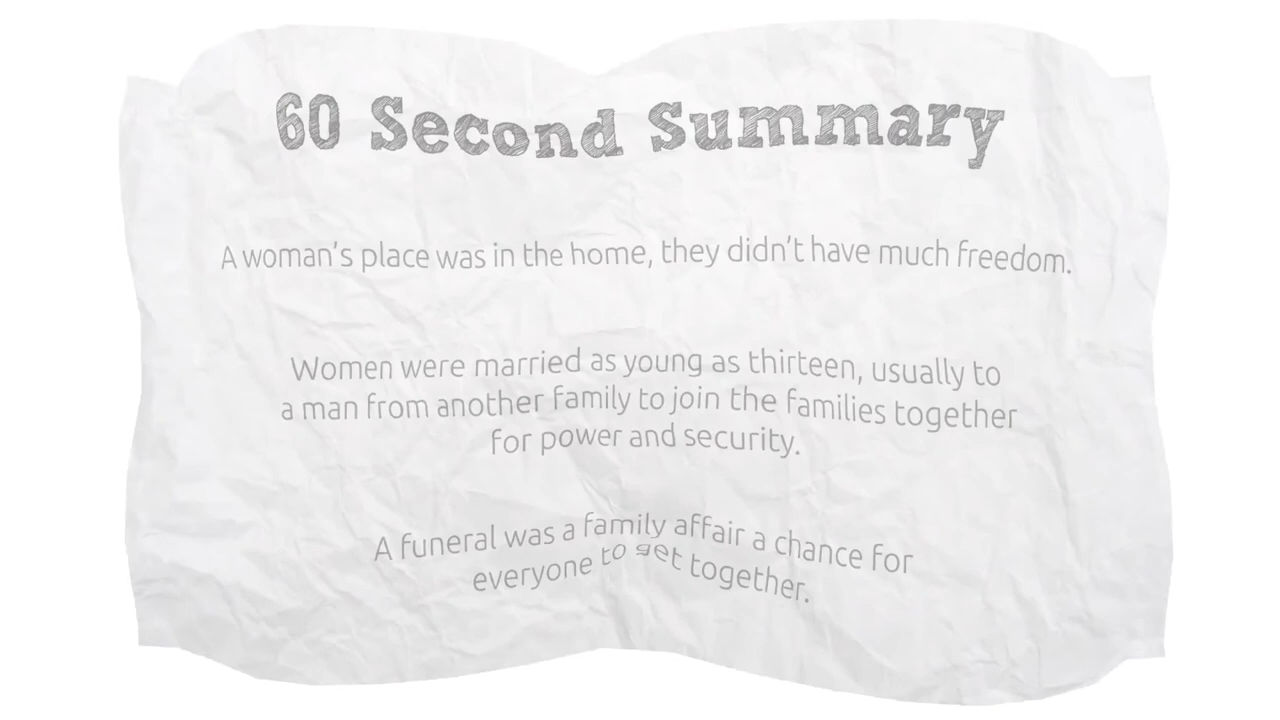 60 Second Summary
A woman's place was in the home, they didn't have much freedom.
Women were married as young as thirteen, usually to
a man from another family to join the families together
for power and security.
A funeral was a family affair a chance for
everyone to get together.